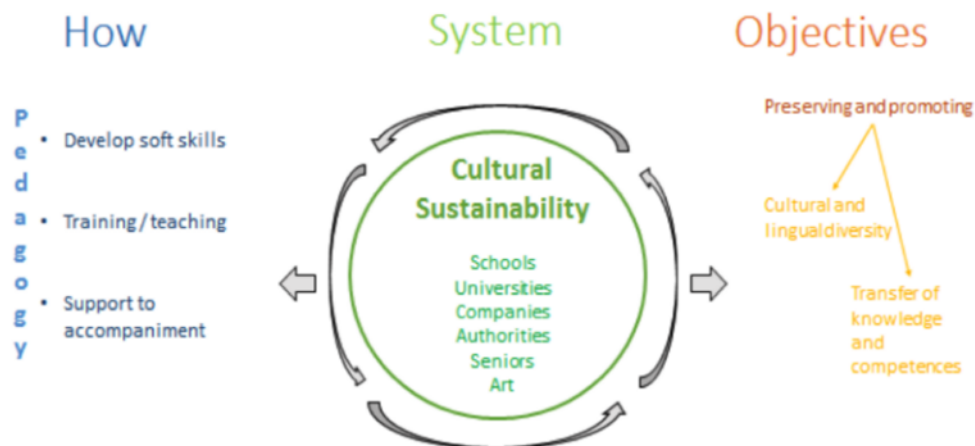 How
System
Objectives
Pedagogy
• Develop soft skills
• Training / teaching
• Support to
accompaniment
Cultural
Sustainability
Schools
Universities
Companies
Authorities
Seniors
Art
Preserving and promoting
Cultural and
lingual diversity
Transfer of
knowledge
and
competences